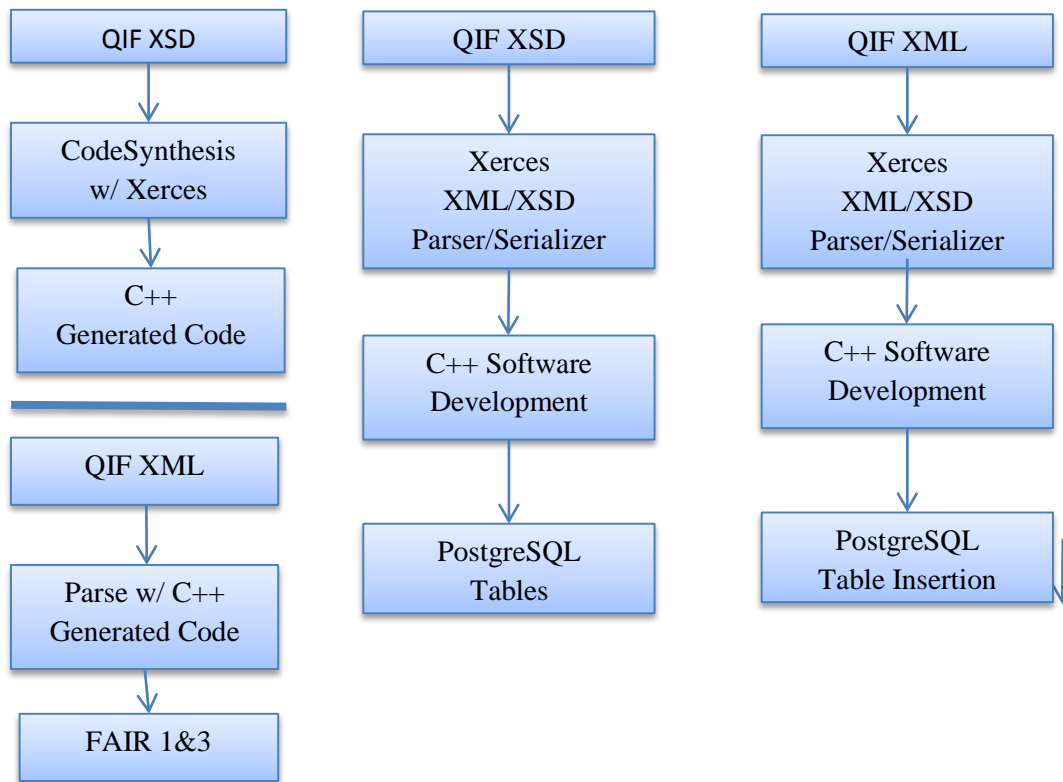 QIF XSD
CodeSynthesis
w/ Xerces
C++
Generated Code
QIF XML
Parse w/ C++
Generated Code
FAIR 1&3
QIF XSD
Xerces
XML/XSD
Parser/Serializer
C++ Software
Development
PostgreSQL
Tables
QIF XML
Xerces
XML/XSD
Parser/Serializer
C++ Software
Development
PostgreSQL
Table Insertion